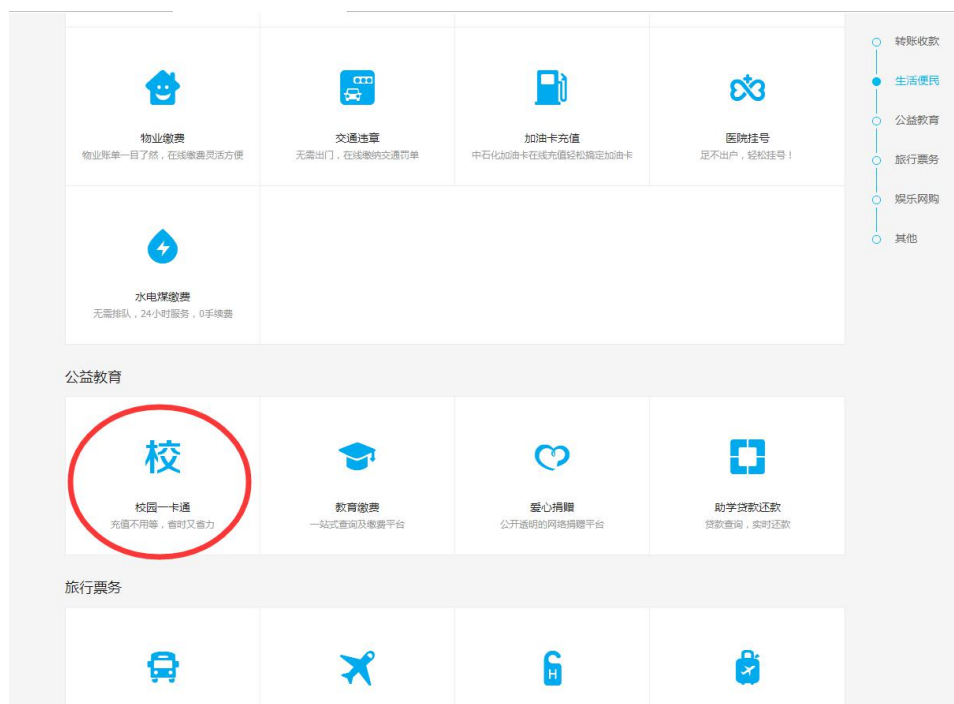 转账收款
生活便民
公益教育
旅行票务
娱乐网购
其他
物业缴费
物业账单一目了然，在线缴费灵活方便
交通违章
无需出门，在线缴纳交通罚单
加油卡充值
中石化加油卡在线充值轻松搞定加油卡
医院挂号
足不出户，轻松挂号！
水电煤缴费
无需排队，24小时服务，0手续费
公益教育
校
校园一卡通
充值不用等，省时又省力
教育缴费
一站式查询及缴费平台
爱心捐赠
公开透明的网络捐赠平台
助学贷款还款
贷款查询，实时还款
旅行票务
H